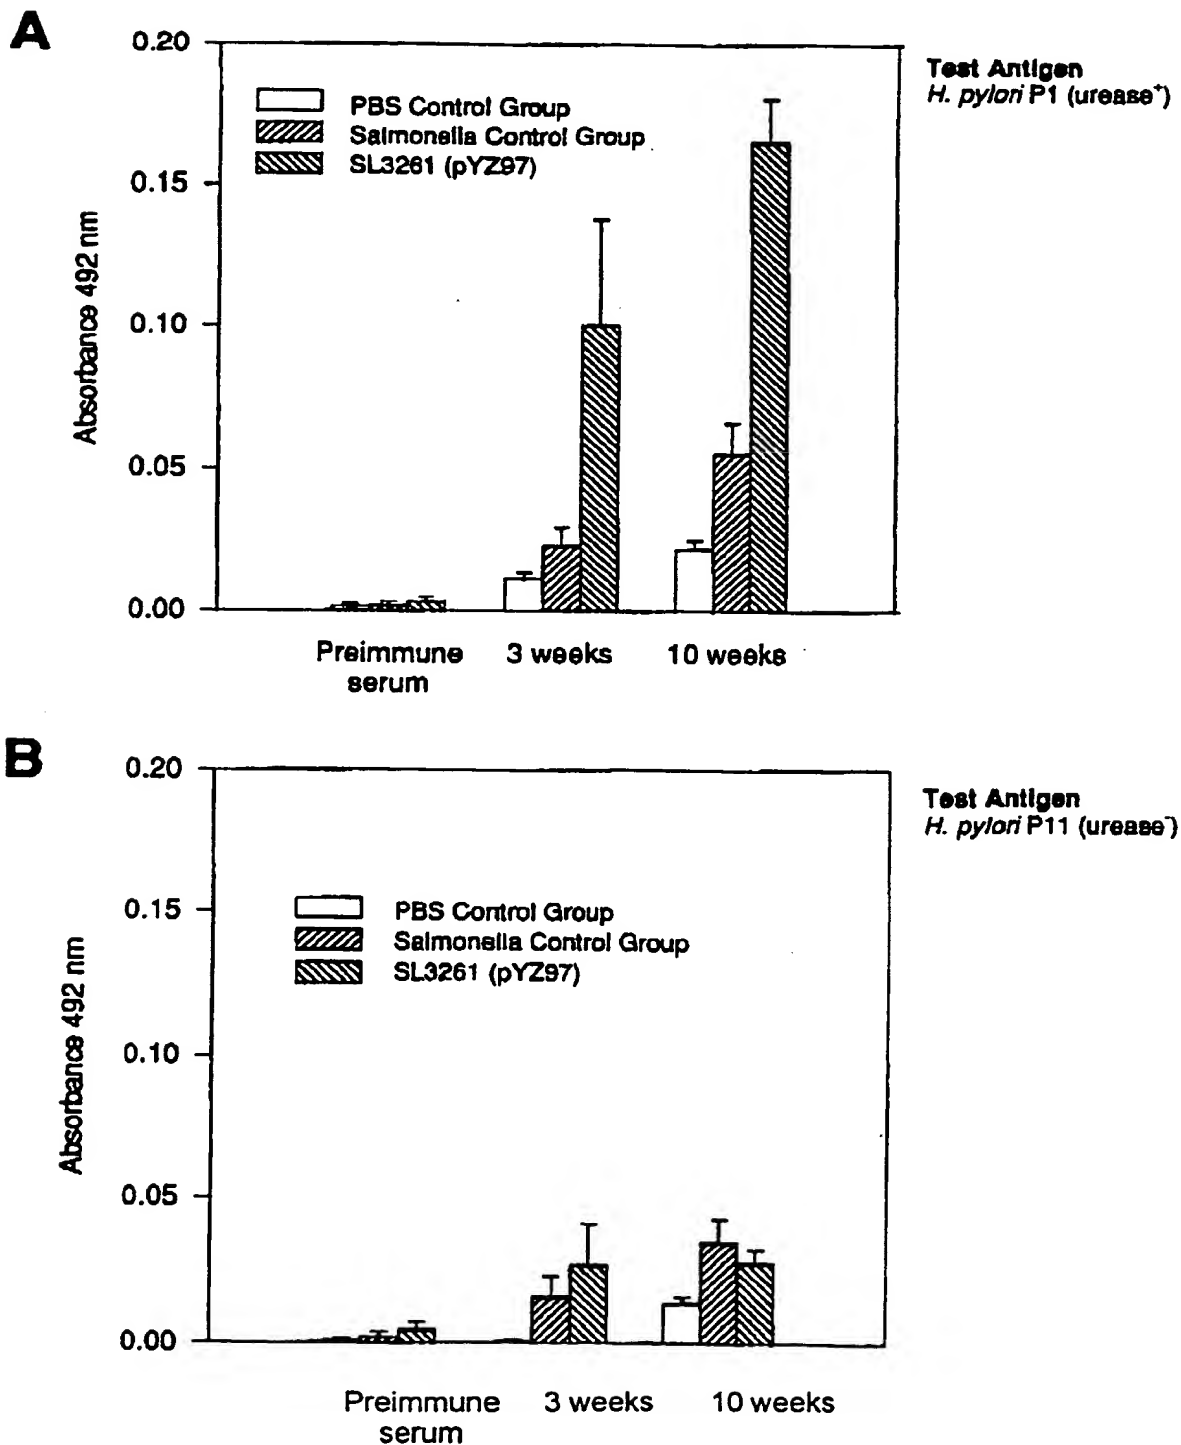 A
0.20
Test Antigen
H. pylori P1 (urease+)
PBS Control Group
Salmonella Control Group
SL3261 (pYZ97)
0.15
Absorbance 492 nm
0.10
0.05
0.00
Preimmune 3 weeks 10 weeks
serum
B
0.20
Test Antigen
H. pylori P11 (urease-)
0.15
PBS Control Group
Salmonella Control Group
SL3261 (pYZ97)
Absorbance 492 nm
0.10
0.05
0.00
Preimmune 3 weeks 10 weeks
serum